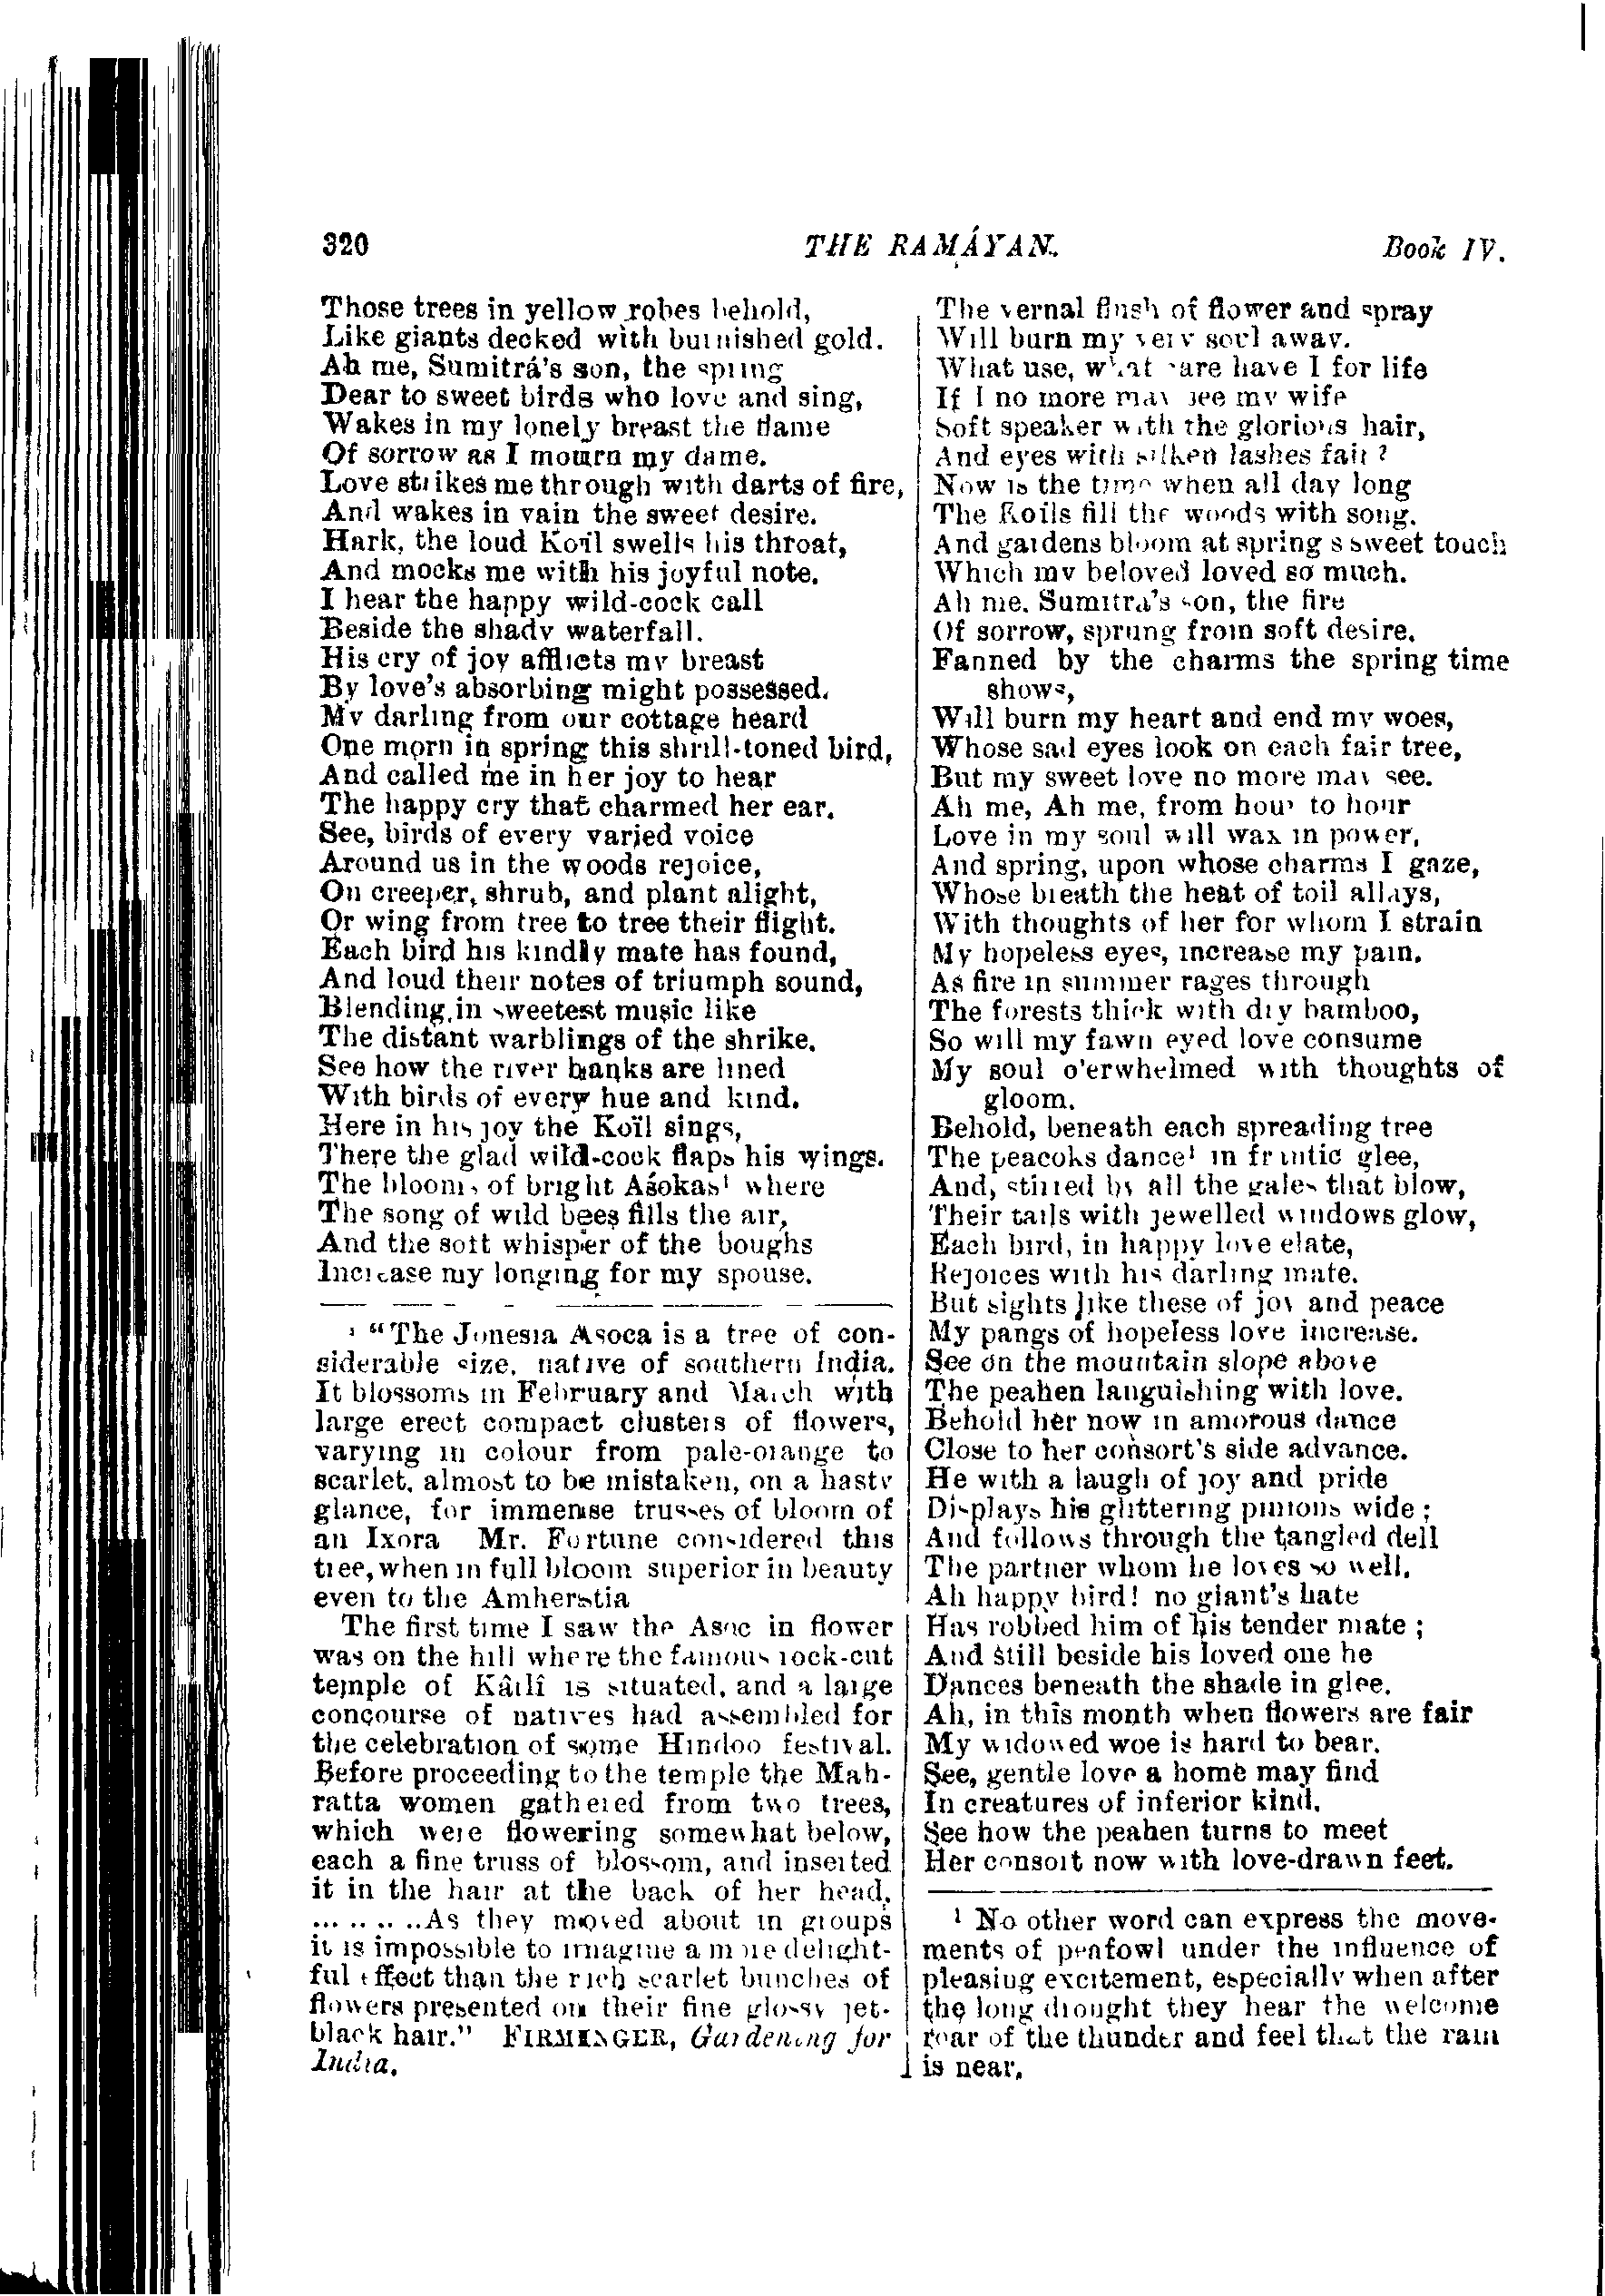 320 THE RAMÁYAN. Book IV.
Those trees in yellow robes behold,
Like giants decked with burnished gold.
Ah me, Sumitrá's son, the spring
Dear to sweet birds who love and sing,
Wakes in my lonely breast the flame
Of sorrow as I mourn my dame.
Love strikes me through with darts of fire,
And wakes in vain the sweet desire.
Hark, the loud Koïl swells his throat,
And mocks me with his joyful note.
I hear the happy wild-cock call
Beside the shady waterfall.
His cry of joy afflicts my breast
By love's absorbing might possessed.
My darling from our cottage heard
One morn in spring this shrill-toned bird,
And called me in her joy to hear
The happy cry that charmed her ear.
See, birds of every varied voice
Around us in the woods rejoice,
On creeper, shrub, and plant alight,
Or wing from tree to tree their flight.
Each bird his kindly mate has found,
And loud their notes of triumph sound,
Blending in sweetest music like
The distant warblings of the shrike.
See how the river banks are lined
With birds of every hue and kind.
Here in his joy the Koïl sings,
There the glad wild-cock flaps his wings.
The blooms of bright Aśokas¹ where
The song of wild bees fills the air,
And the soft whisper of the boughs
Increase my longing for my spouse.
¹ "The Jonesia Asoca is a tree of con-
siderable size, native of southern India.
It blossoms in February and March with
large erect compact clusters of flowers,
varying in colour from pale-orange to
scarlet, almost to be mistaken, on a hasty
glance, for immense trusses of bloom of
an Ixora Mr. Fortune considered this
tree, when in full bloom superior in beauty
even to the Amherstia
The first time I saw the Asoc in flower
was on the hill where the famous rock-cut
temple of Kârlî is situated, and a large
concourse of natives had assembled for
the celebration of some Hindoo festival.
Before proceeding to the temple the Mah-
ratta women gathered from two trees,
which were flowering somewhat below,
each a fine truss of blossom, and inserted
it in the hair at the back of her head.
... .. .. ..As they moved about in groups
it is impossible to imagine a more delight-
ful effect than the rich scarlet bunches of
flowers presented on their fine glossy jet-
black hair." FIRMINGER, Gardening for
India.
The vernal flush of flower and spray
Will burn my very soul away.
What use, what care have I for life
If I no more may see my wife
Soft speaker with the glorious hair,
And eyes with silken lashes fair?
Now is the time when all day long
The Koïls fill the woods with song.
And gardens bloom at spring s sweet touch
Which my beloved loved so much.
Ah me, Sumitrá's son, the fire
Of sorrow, sprung from soft desire.
Fanned by the charms the spring time
shows,
Will burn my heart and end my woes,
Whose sad eyes look on each fair tree,
But my sweet love no more may see.
Ah me, Ah me, from hour to hour
Love in my soul will wax in power,
And spring, upon whose charms I gaze,
Whose breath the heat of toil allays,
With thoughts of her for whom I strain
My hopeless eyes, increase my pain.
As fire in summer rages through
The forests thick with dry bamboo,
So will my fawn eyed love consume
My soul o'erwhelmed with thoughts of
gloom.
Behold, beneath each spreading tree
The peacoks dance¹ in frantic glee,
And, stirred by all the gales that blow,
Their tails with jewelled windows glow,
Each bird, in happy love elate,
Rejoices with his darling mate.
But sights like these of joy and peace
My pangs of hopeless love increase.
See on the mountain slope above
The peahen languishing with love.
Behold her now in amorous dance
Close to her consort's side advance.
He with a laugh of joy and pride
Displays his glittering pinions wide;
And follows through the tangled dell
The partner whom he loves so well.
Ah happy bird! no giant's hate
Has robbed him of his tender mate;
And still beside his loved one he
Dances beneath the shade in glee.
Ah, in this month when flowers are fair
My widowed woe is hard to bear.
See, gentle love a home may find
In creatures of inferior kind.
See how the peahen turns to meet
Her consort now with love-drawn feet.
¹ No other word can express the move-
ments of peafowl under the influence of
pleasing excitement, especially when after
the long drought they hear the welcome
roar of the thunder and feel that the rain
is near.